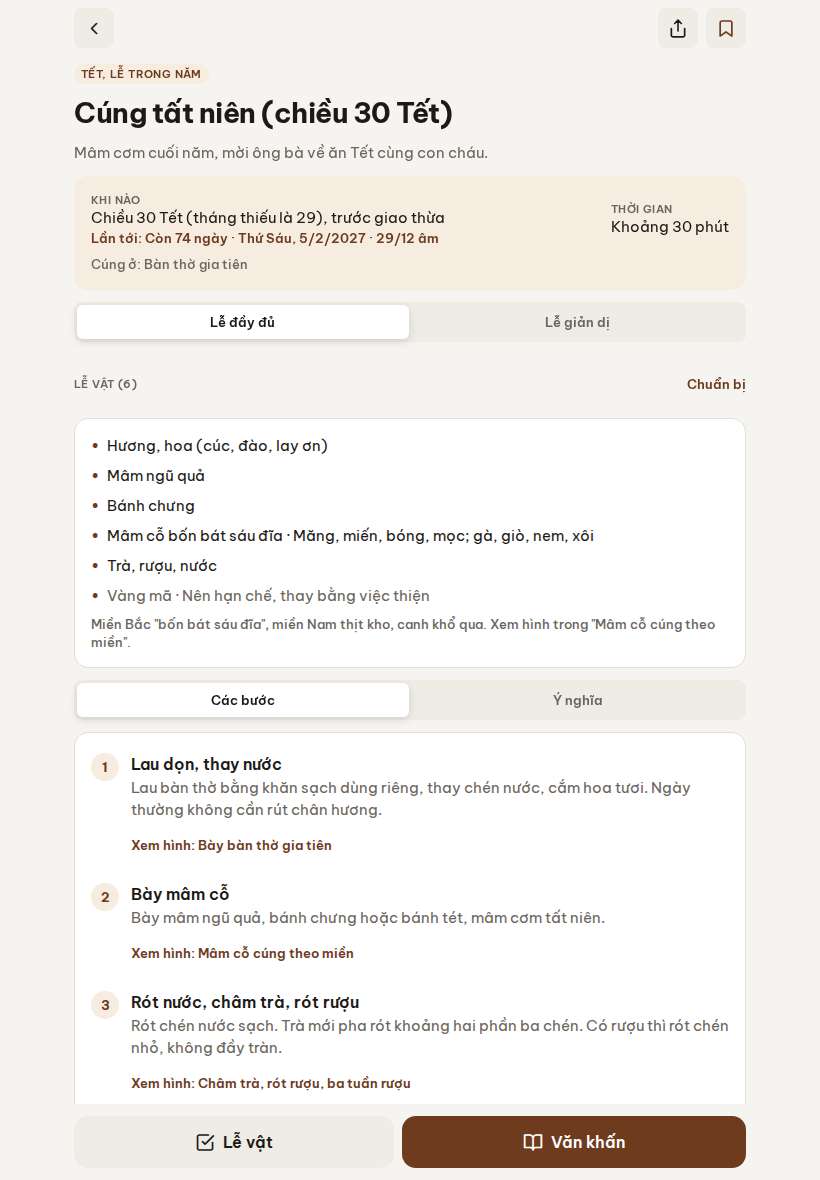 TẾT, LỄ TRONG NĂM
Cúng tất niên (chiều 30 Tết)
Mâm cơm cuối năm, mời ông bà về ăn Tết cùng con cháu.
KHI NÀO
Chiều 30 Tết (tháng thiếu là 29), trước giao thừa
Lần tới: Còn 74 ngày · Thứ Sáu, 5/2/2027 · 29/12 âm
Cúng ở: Bàn thờ gia tiên
THỜI GIAN
Khoảng 30 phút
Lễ đầy đủ
Lễ giản dị
LỄ VẬT (6)
Chuẩn bị
• Hương, hoa (cúc, đào, lay ơn)
• Mâm ngũ quả
• Bánh chưng
• Mâm cỗ bốn bát sáu đĩa · Măng, miến, bóng, mọc; gà, giò, nem, xôi
• Trà, rượu, nước
• Vàng mã · Nên hạn chế, thay bằng việc thiện
Miền Bắc "bốn bát sáu đĩa", miền Nam thịt kho, canh khổ qua. Xem hình trong "Mâm cỗ cúng theo
miền".
Các bước
Ý nghĩa
1
Lau dọn, thay nước
Lau bàn thờ bằng khăn sạch dùng riêng, thay chén nước, cắm hoa tươi. Ngày
thường không cần rút chân hương.
Xem hình: Bày bàn thờ gia tiên
2
Bày mâm cỗ
Bày mâm ngũ quả, bánh chưng hoặc bánh tét, mâm cơm tất niên.
Xem hình: Mâm cỗ cúng theo miền
3
Rót nước, châm trà, rót rượu
Rót chén nước sạch. Trà mới pha rót khoảng hai phần ba chén. Có rượu thì rót chén
nhỏ, không đầy tràn.
Xem hình: Châm trà, rót rượu, ba tuần rượu
Lễ vật
Văn khấn